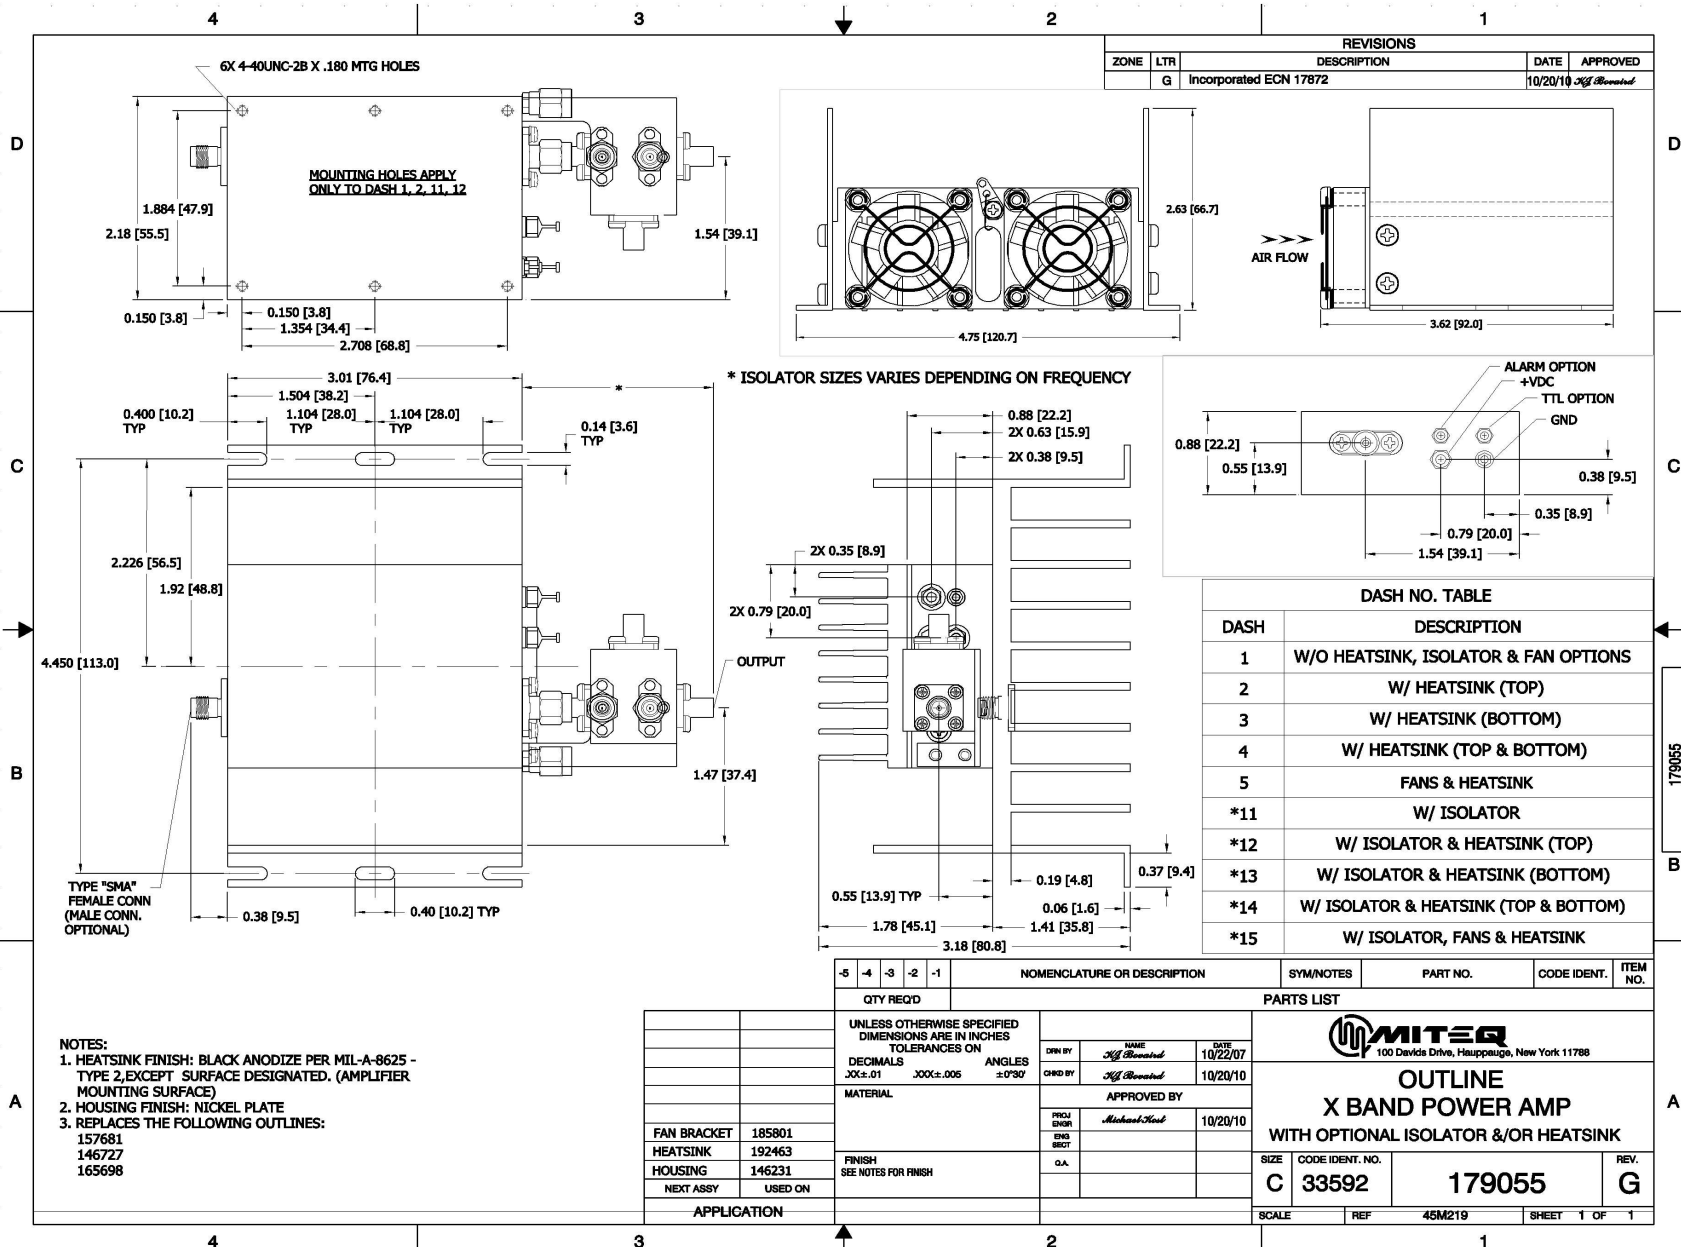 4 3 2 1
REVISIONS
ZONE LTR DESCRIPTION DATE APPROVED
G Incorporated ECN 17872 10/20/10 KJ Bovaird
D
D
6X 4-40UNC-2B X .180 MTG HOLES
MOUNTING HOLES APPLY
ONLY TO DASH 1, 2, 11, 12
1.884 [47.9]
2.18 [55.5]
1.54 [39.1]
0.150 [3.8]
0.150 [3.8]
1.354 [34.4]
2.708 [68.8]
2.63 [66.7]
4.75 [120.7]
AIR FLOW
3.62 [92.0]
* ISOLATOR SIZES VARIES DEPENDING ON FREQUENCY
3.01 [76.4]
*
1.504 [38.2]
0.400 [10.2]
TYP
1.104 [28.0]
TYP
1.104 [28.0]
TYP
0.14 [3.6]
TYP
C
C
2.226 [56.5]
1.92 [48.8]
4.450 [113.0]
OUTPUT
1.47 [37.4]
TYPE "SMA"
FEMALE CONN
(MALE CONN.
OPTIONAL)
0.38 [9.5]
0.40 [10.2] TYP
0.88 [22.2]
2X 0.63 [15.9]
2X 0.38 [9.5]
2X 0.35 [8.9]
2X 0.79 [20.0]
0.55 [13.9] TYP
0.19 [4.8]
0.37 [9.4]
0.06 [1.6]
1.78 [45.1]
1.41 [35.8]
3.18 [80.8]
ALARM OPTION
+VDC
TTL OPTION
GND
0.88 [22.2]
0.55 [13.9]
0.38 [9.5]
0.35 [8.9]
0.79 [20.0]
1.54 [39.1]
DASH NO. TABLE
DASH DESCRIPTION
1 W/O HEATSINK, ISOLATOR & FAN OPTIONS
2 W/ HEATSINK (TOP)
3 W/ HEATSINK (BOTTOM)
4 W/ HEATSINK (TOP & BOTTOM)
5 FANS & HEATSINK
*11 W/ ISOLATOR
*12 W/ ISOLATOR & HEATSINK (TOP)
*13 W/ ISOLATOR & HEATSINK (BOTTOM)
*14 W/ ISOLATOR & HEATSINK (TOP & BOTTOM)
*15 W/ ISOLATOR, FANS & HEATSINK
179055
B
B
-5 -4 -3 -2 -1 NOMENCLATURE OR DESCRIPTION SYM/NOTES PART NO. CODE IDENT. ITEM NO.
QTY REQ'D PARTS LIST
NOTES:
1. HEATSINK FINISH: BLACK ANODIZE PER MIL-A-8625 -
TYPE 2,EXCEPT SURFACE DESIGNATED. (AMPLIFIER
MOUNTING SURFACE)
2. HOUSING FINISH: NICKEL PLATE
3. REPLACES THE FOLLOWING OUTLINES:
157681
146727
165698
A
A
FAN BRACKET 185801
HEATSINK 192463
HOUSING 146231
NEXT ASSY USED ON
APPLICATION
UNLESS OTHERWISE SPECIFIED
DIMENSIONS ARE IN INCHES
TOLERANCES ON
DECIMALS ANGLES
.XX±.01 .XXX±.005 ±0°30'
MATERIAL
FINISH
SEE NOTES FOR FINISH
NAME DATE
DRN BY KJ Bovaird 10/22/07
CHKD BY KJ Bovaird 10/20/10
APPROVED BY
PROJ ENGR Michael Kost 10/20/10
ENG SECT
Q.A.
MITEQ
100 Davids Drive, Hauppauge, New York 11788
OUTLINE
X BAND POWER AMP
WITH OPTIONAL ISOLATOR &/OR HEATSINK
SIZE CODE IDENT. NO. REV.
C 33592 179055 G
SCALE REF 45M219 SHEET 1 OF 1
4 3 2 1